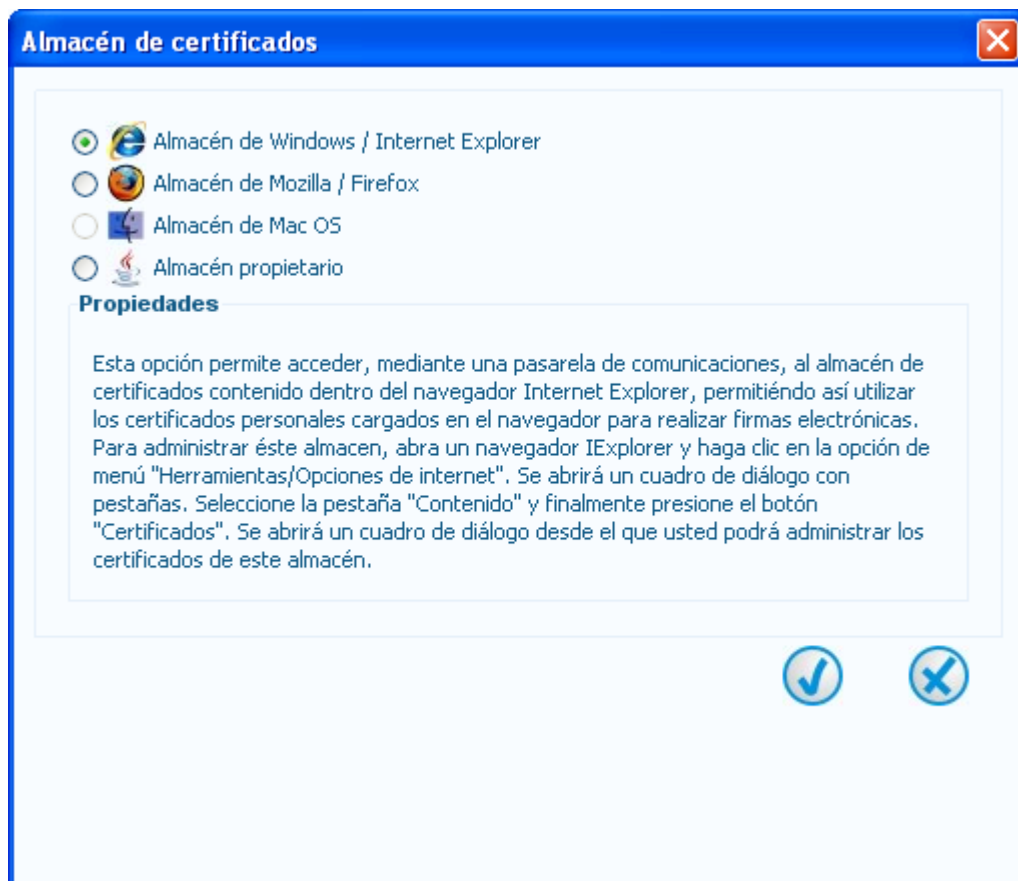 Almacén de certificados
Almacén de Windows / Internet Explorer
Almacén de Mozilla / Firefox
Almacén de Mac OS
Almacén propietario
Propiedades
Esta opción permite acceder, mediante una pasarela de comunicaciones, al almacén de
certificados contenido dentro del navegador Internet Explorer, permitiéndo así utilizar
los certificados personales cargados en el navegador para realizar firmas electrónicas.
Para administrar éste almacen, abra un navegador IExplorer y haga clic en la opción de
menú "Herramientas/Opciones de internet". Se abrirá un cuadro de diálogo con
pestañas. Seleccione la pestaña "Contenido" y finalmente presione el botón
"Certificados". Se abrirá un cuadro de diálogo desde el que usted podrá administrar los
certificados de este almacén.